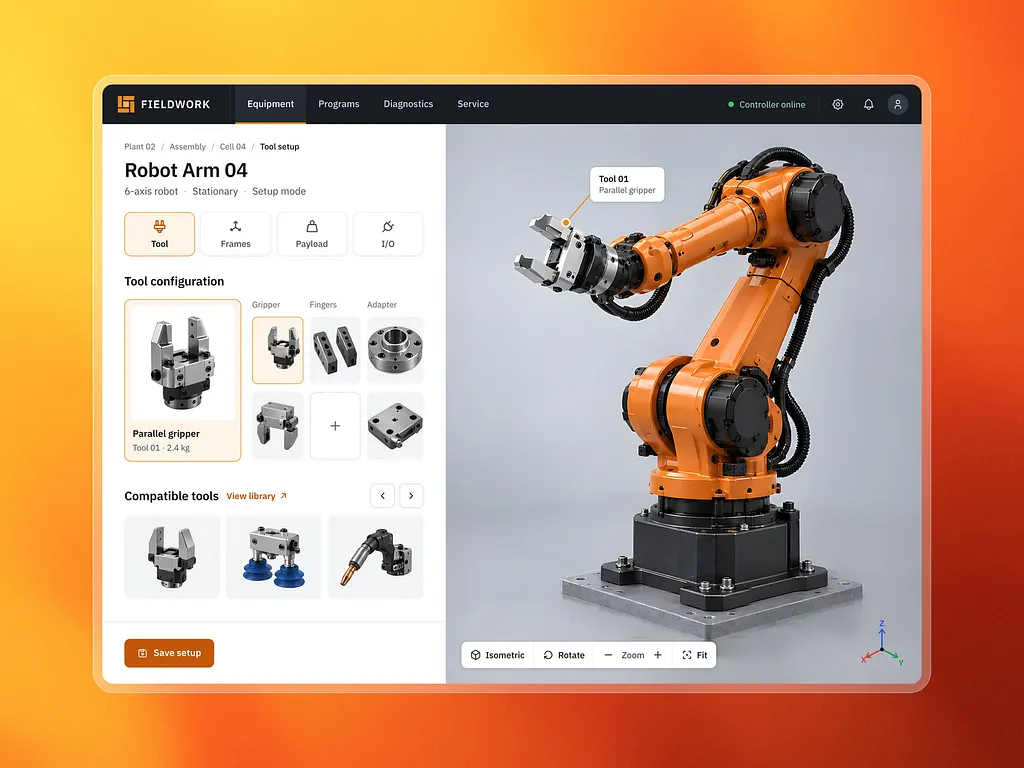 FIELDWORK
Equipment
Programs
Diagnostics
Service
Controller online
Plant 02 / Assembly / Cell 04 / Tool setup
Robot Arm 04
6-axis robot · Stationary · Setup mode
Tool
Frames
Payload
I/O
Tool configuration
Gripper
Fingers
Adapter
Parallel gripper
Tool 01 · 2.4 kg
Compatible tools
View library
Save setup
Tool 01
Parallel gripper
Isometric
Rotate
Zoom
Fit
Z
X
Y